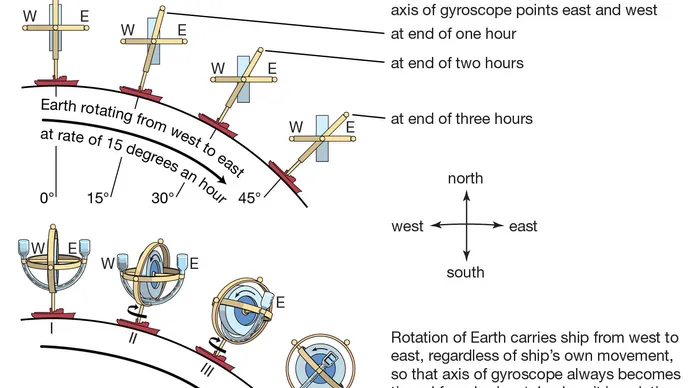 axis of gyroscope points east and west
W E
W E
at end of one hour
W E
at end of two hours
W E
at end of three hours
Earth rotating from west to east
at rate of 15 degrees an hour
0° 15° 30° 45°
north
west east
south
W E
W E
E
E
I
II
III
Rotation of Earth carries ship from west to
east, regardless of ship's own movement,
so that axis of gyroscope always becomes